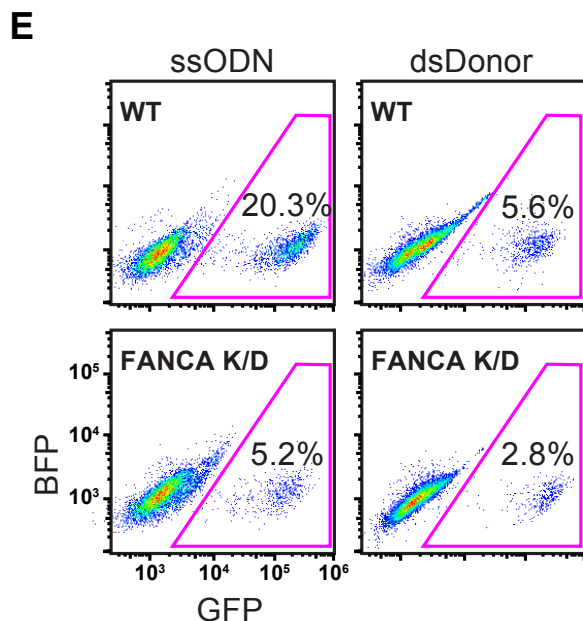 E
ssODN dsDonor
WT WT
20.3% 5.6%
FANCA K/D FANCA K/D
10⁵
5.2% 2.8%
10⁴
10³
BFP
10³ 10⁴ 10⁵ 10⁶
GFP